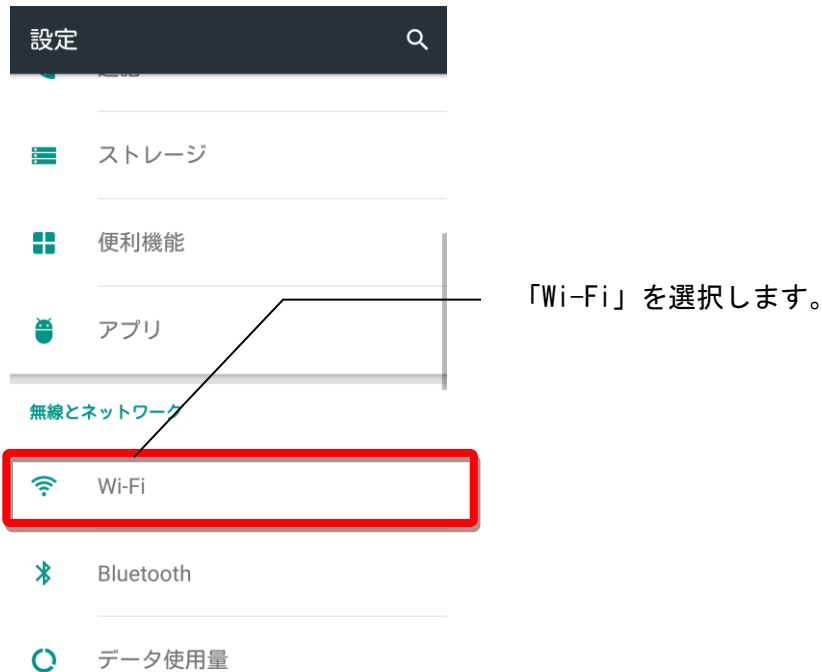 設定
ストレージ
便利機能
アプリ
「Wi-Fi」を選択します。
無線とネットワーク
Wi-Fi
Bluetooth
データ使用量